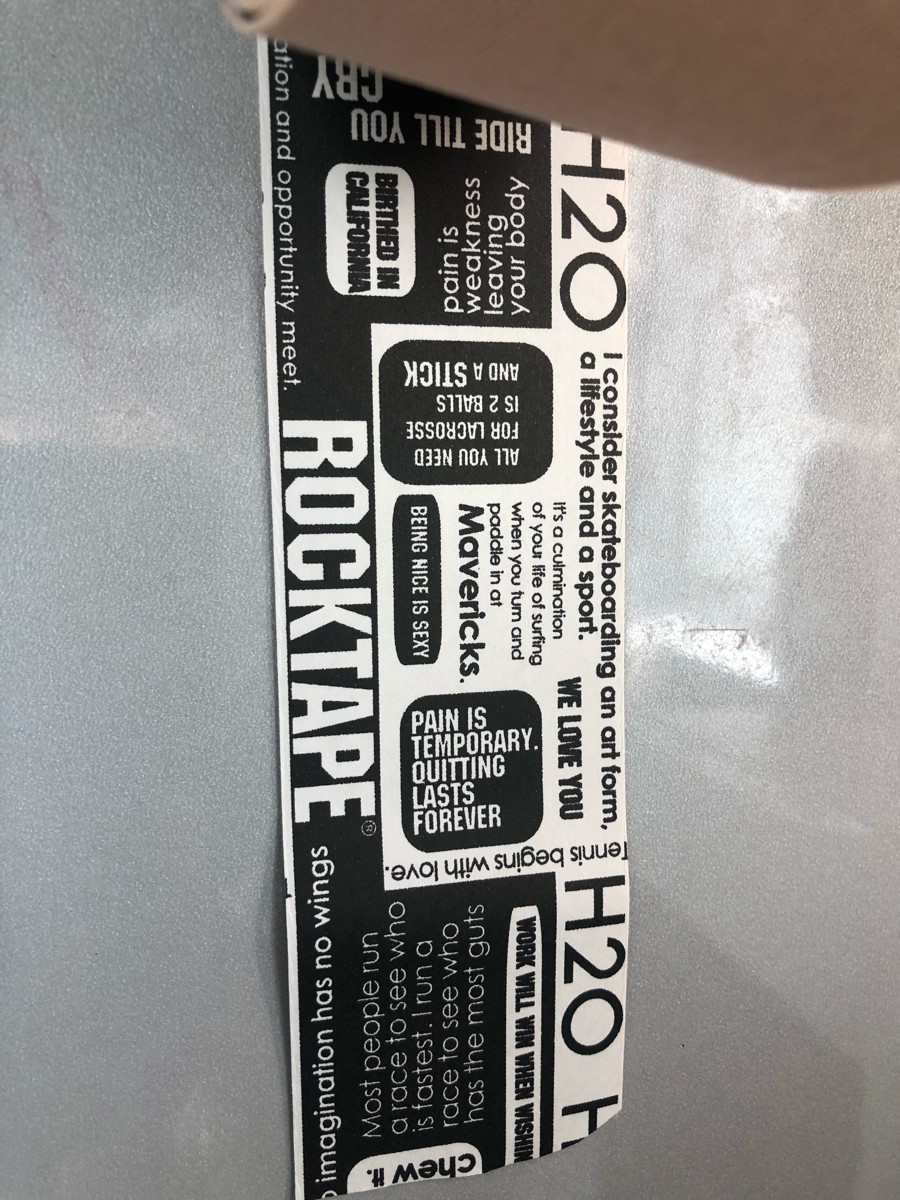 ation and opportunity meet.
RIDE TILL YOU
CRY
BIRTHED IN
CALIFORNIA
pain is
weakness
leaving
your body
H2O
ALL YOU NEED
FOR LACROSSE
IS 2 BALLS
AND A STICK
I consider skateboarding an art form,
a lifestyle and a sport.
It's a culmination
of your life of surfing
when you turn and
paddle in at
Mavericks.
BEING NICE IS SEXY
ROCKTAPE®
WE LOVE YOU
PAIN IS
TEMPORARY.
QUITTING
LASTS
FOREVER
Tennis begins with love.
H2O H
imagination has no wings
Most people run
a race to see who
is fastest. I run a
race to see who
has the most guts
WORK WILL WIN WHEN WISHIN
chew it.